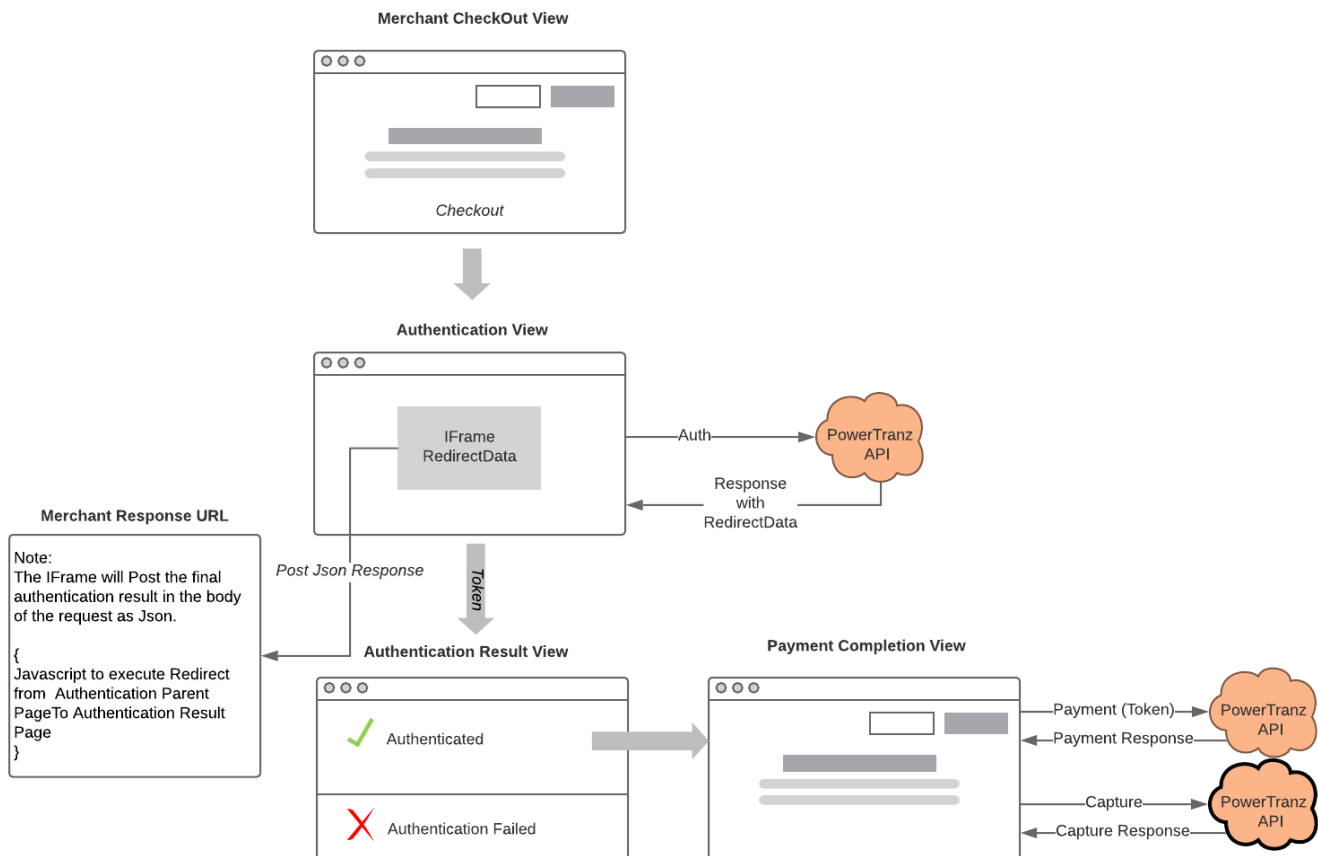 Merchant CheckOut View
Checkout
Authentication View
IFrame
RedirectData
Auth
PowerTranz
API
Response
with
RedirectData
Merchant Response URL
Note:
The IFrame will Post the final
authentication result in the body
of the request as Json.
{
Javascript to execute Redirect
from  Authentication Parent
PageTo Authentication Result
Page
}
Post Json Response
Token
Authentication Result View
Authenticated
Authentication Failed
Payment Completion View
Payment (Token)
Payment Response
PowerTranz
API
Capture
Capture Response
PowerTranz
API